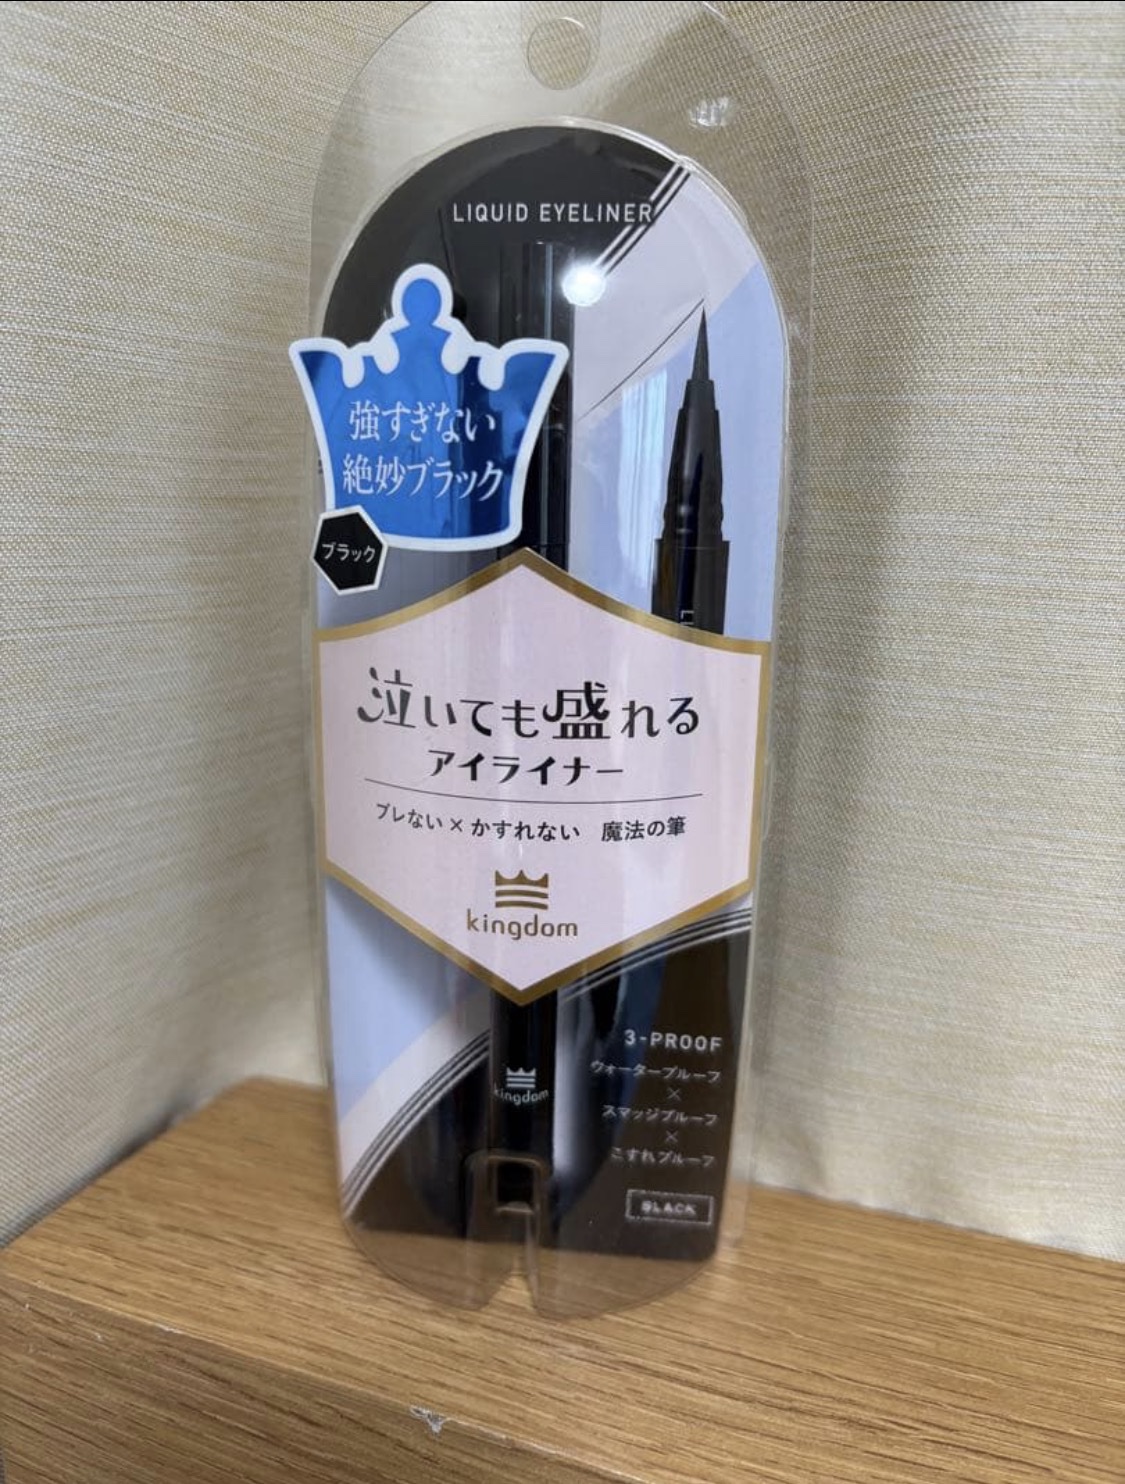 LIQUID EYELINER
強すぎない
絶妙ブラック
ブラック
泣いても盛れる
アイライナー
ブレない×かすれない 魔法の筆
kingdom
kingdom
3-PROOF
ウォータープルーフ
×
スマッジプルーフ
×
こすれプルーフ
BLACK